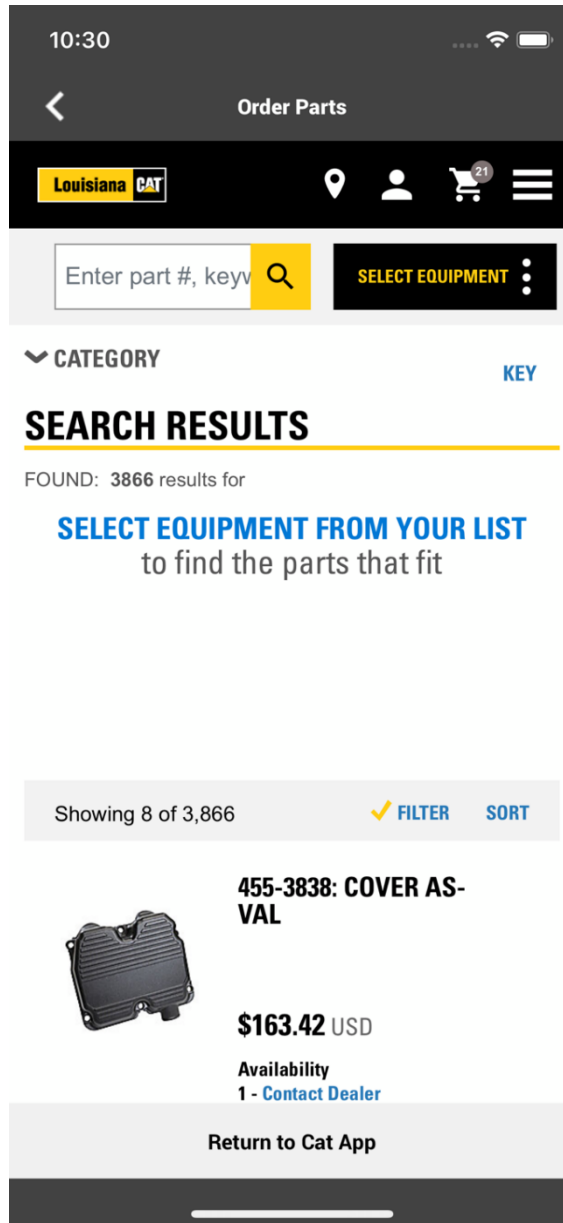 10:30
Order Parts
Louisiana CAT
21
Enter part #, keyw
SELECT EQUIPMENT
CATEGORY
KEY
SEARCH RESULTS
FOUND: 3866 results for
SELECT EQUIPMENT FROM YOUR LIST
to find the parts that fit
Showing 8 of 3,866
FILTER
SORT
455-3838: COVER AS-
VAL
$163.42 USD
Availability
1 - Contact Dealer
Return to Cat App